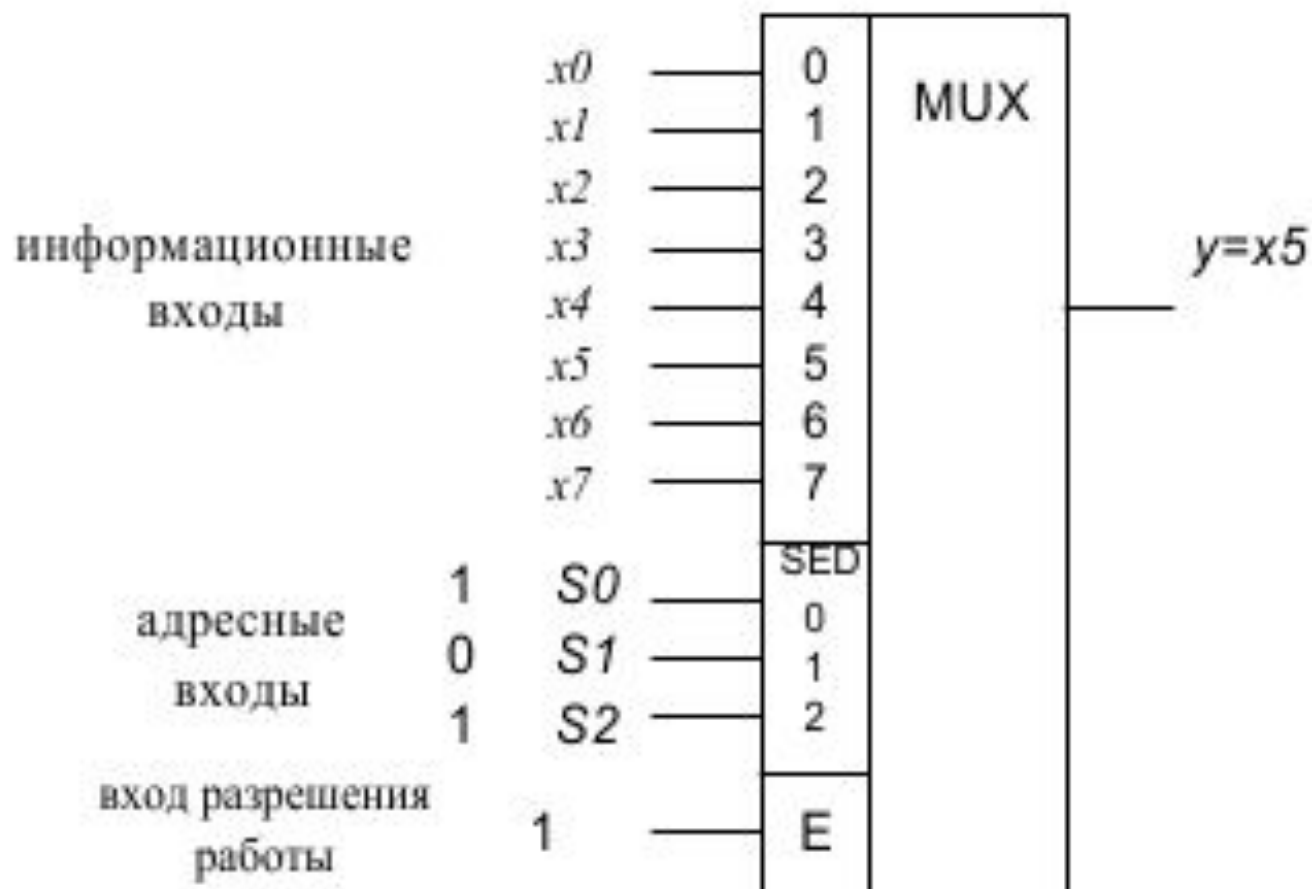 x0 0 MUX
x1 1
x2 2
информационные x3 3 y=x5
входы x4 4
x5 5
x6 6
x7 7
SED
1 S0 0
адресные
0 S1 1
входы
1 S2 2
вход разрешения
1 E
работы